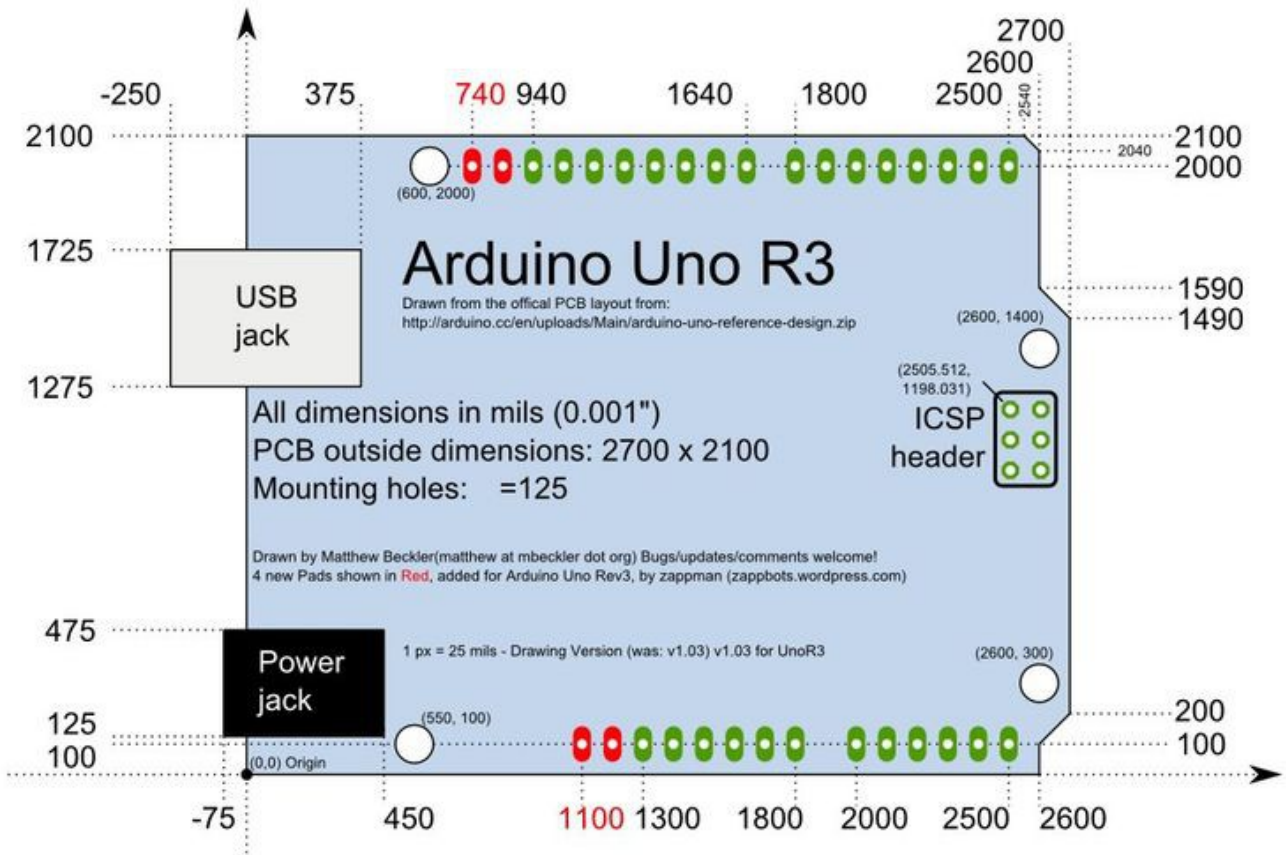 2700
2600
-250 375 740 940 1640 1800 2500 2540
2100 2100
2040
2000
(600, 2000)
Arduino Uno R3
1725
USB
jack
Drawn from the offical PCB layout from:
http://arduino.cc/en/uploads/Main/arduino-uno-reference-design.zip
1590
(2600, 1400)
1490
(2505.512,
1198.031)
1275
ICSP
header
All dimensions in mils (0.001")
PCB outside dimensions: 2700 x 2100
Mounting holes: =125
Drawn by Matthew Beckler(matthew at mbeckler dot org) Bugs/updates/comments welcome!
4 new Pads shown in Red, added for Arduino Uno Rev3, by zappman (zappbots.wordpress.com)
475
Power
jack
1 px = 25 mils - Drawing Version (was: v1.03) v1.03 for UnoR3
(2600, 300)
(550, 100)
125
200
100 100
(0,0) Origin
-75 450 1100 1300 1800 2000 2500 2600